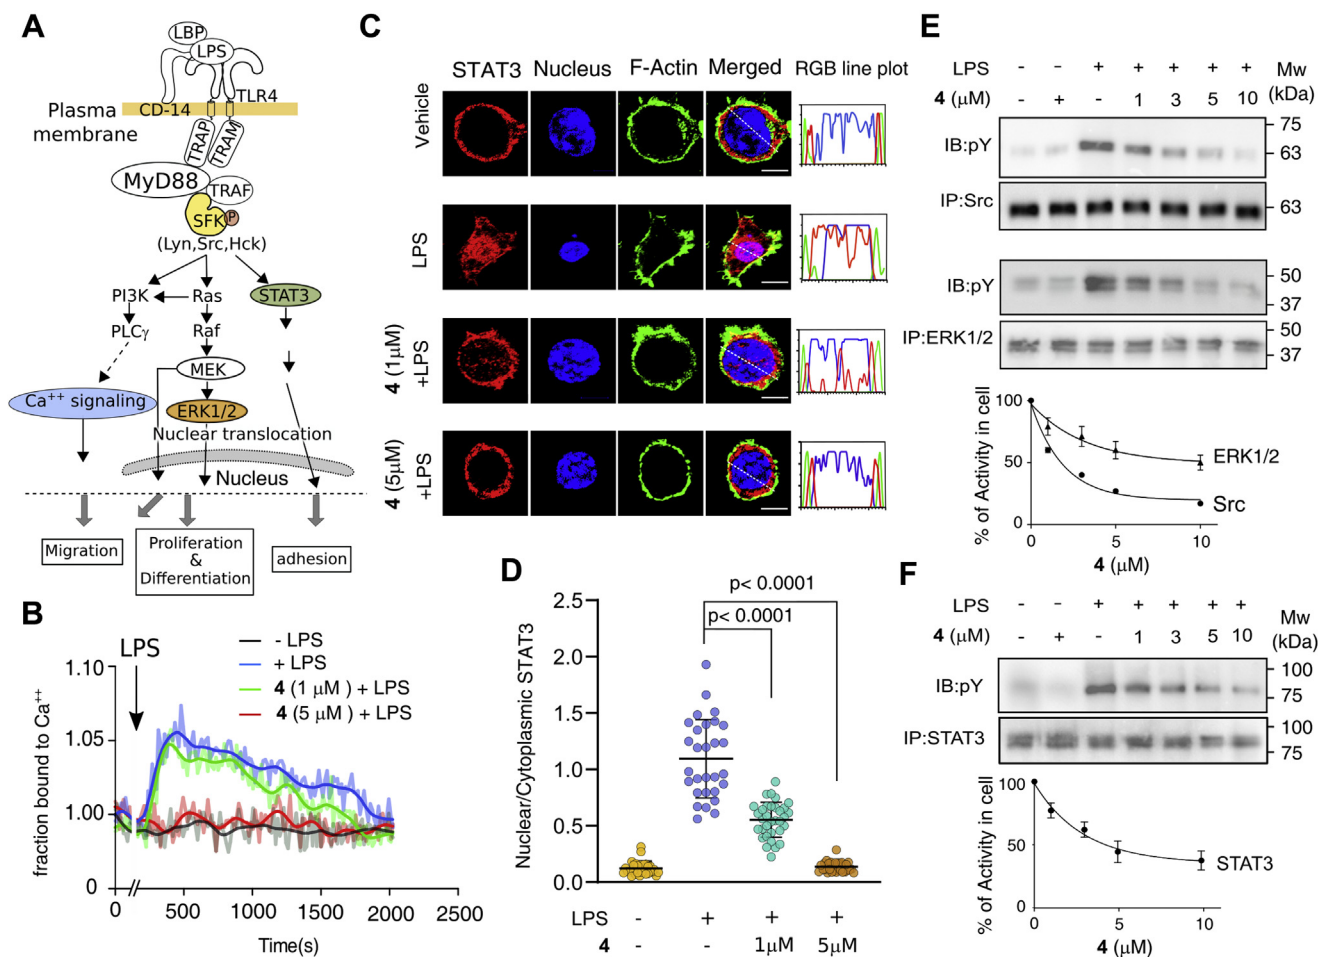 A
LBP
LPS
TLR4
CD-14
Plasma
membrane
TRAP
TRAM
MyD88
TRAF
SFK
P
(Lyn,Src,Hck)
PI3K
Ras
STAT3
PLCγ
Raf
MEK
Ca++ signaling
ERK1/2
Nuclear translocation
Nucleus
Migration
Proliferation
&
Differentiation
adhesion
B
LPS
- LPS
+ LPS
4 (1 μM ) + LPS
4 (5 μM ) + LPS
fraction bound to Ca++
1.10
1.05
1.00
0
0
500
1000
1500
2000
2500
Time(s)
C
STAT3 Nucleus F-Actin Merged RGB line plot
Vehicle
LPS
4 (1 μM)
+LPS
4 (5μM)
+LPS
D
p< 0.0001
p< 0.0001
Nuclear/Cytoplasmic STAT3
2.5
2.0
1.5
1.0
0.5
0.0
LPS - + + +
4 - - 1μM 5μM
E
LPS - - + + + + +
Mw
(kDa)
4 (μM) - + - 1 3 5 10
IB:pY
75
63
IP:Src
63
IB:pY
50
37
IP:ERK1/2
50
37
% of Activity in cell
100
50
0
ERK1/2
Src
0 5 10
4 (μM)
F
LPS - - + + + + +
Mw
(kDa)
4 (μM) - + - 1 3 5 10
IB:pY
100
75
IP:STAT3
100
75
% of Activity in cell
100
50
0
STAT3
0 5 10
4 (μM)